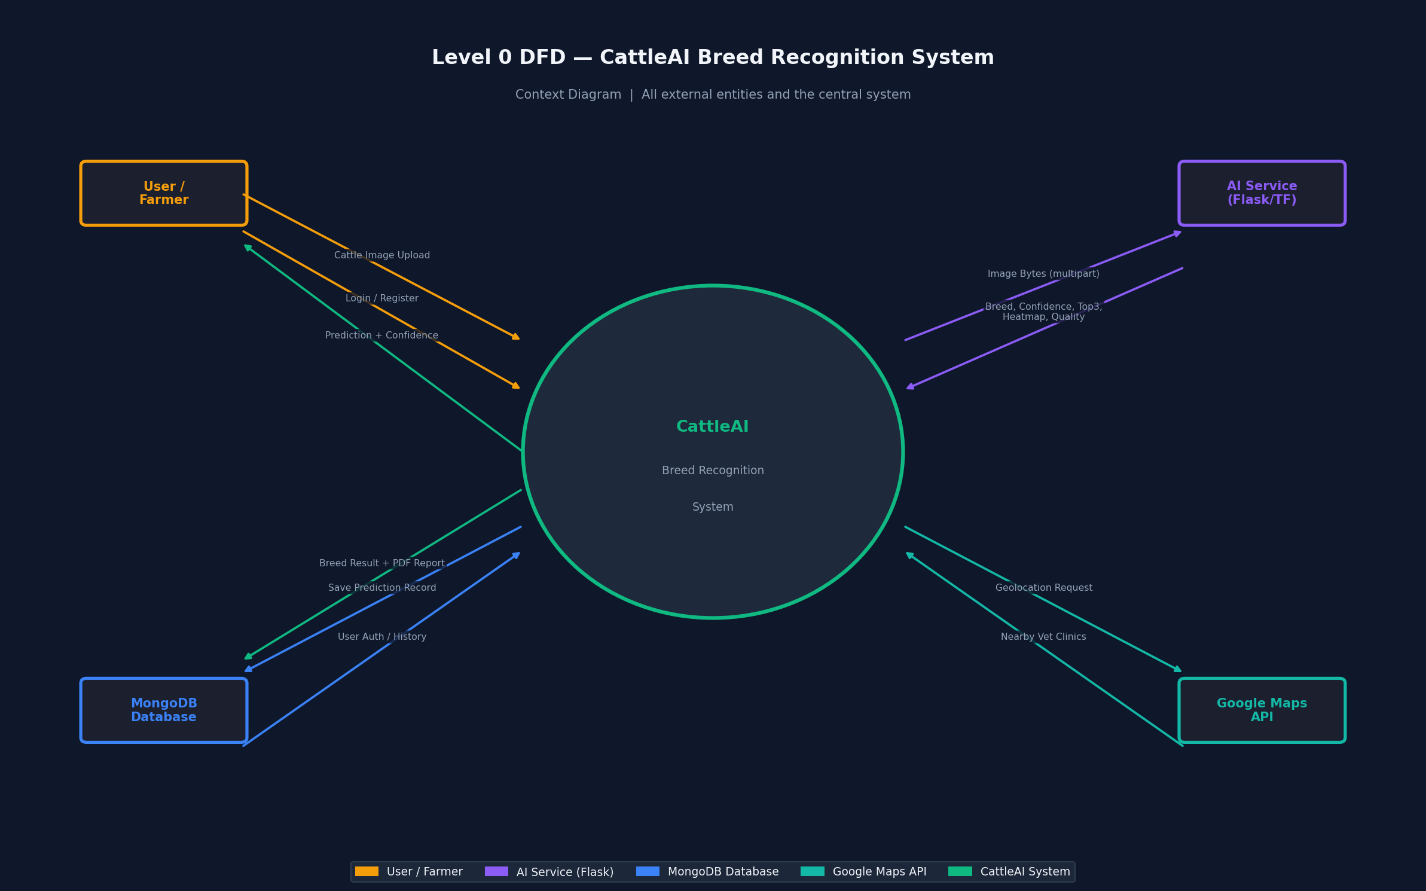 Level 0 DFD — CattleAI Breed Recognition System
Context Diagram | All external entities and the central system
User /
Farmer
AI Service
(Flask/TF)
Cattle Image Upload
Login / Register
Prediction + Confidence
Image Bytes (multipart)
Breed, Confidence, Top3,
Heatmap, Quality
CattleAI
Breed Recognition
System
Breed Result + PDF Report
Save Prediction Record
User Auth / History
Geolocation Request
Nearby Vet Clinics
MongoDB
Database
Google Maps
API
User / Farmer
AI Service (Flask)
MongoDB Database
Google Maps API
CattleAI System